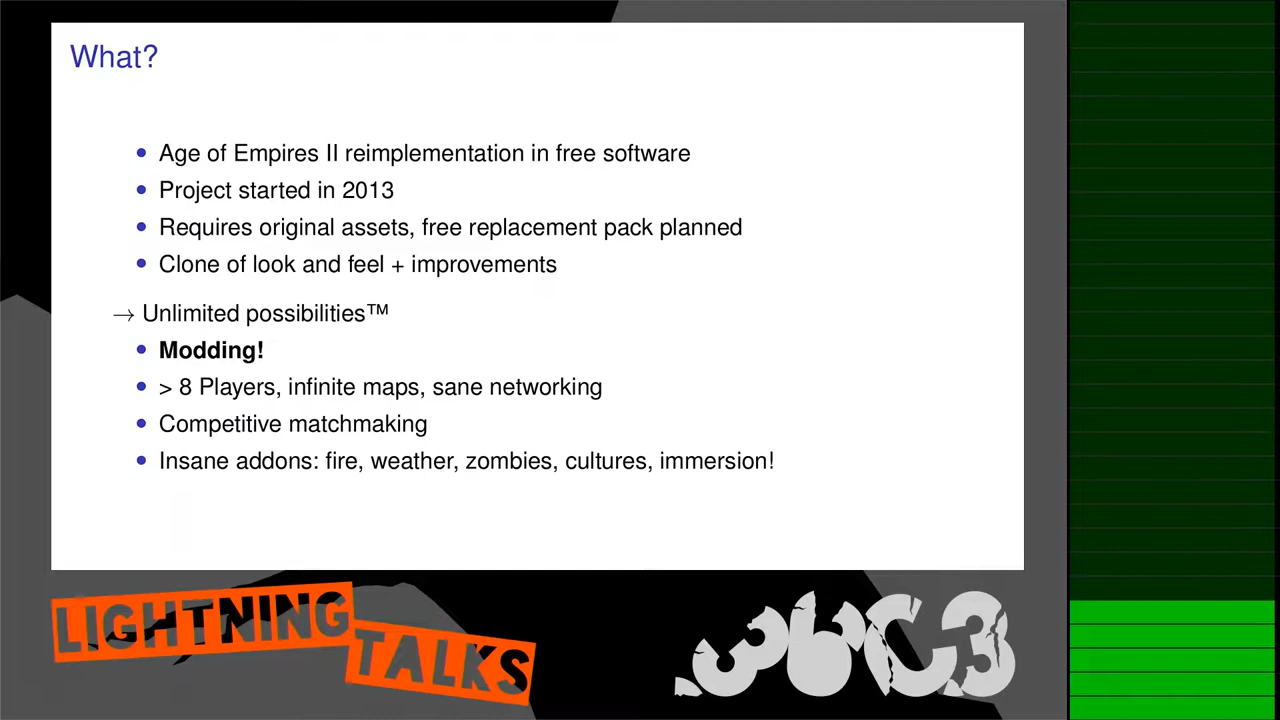 What?
• Age of Empires II reimplementation in free software
• Project started in 2013
• Requires original assets, free replacement pack planned
• Clone of look and feel + improvements
→ Unlimited possibilities™
• Modding!
• > 8 Players, infinite maps, sane networking
• Competitive matchmaking
• Insane addons: fire, weather, zombies, cultures, immersion!
LIGHTNING
TALKS
.36C3